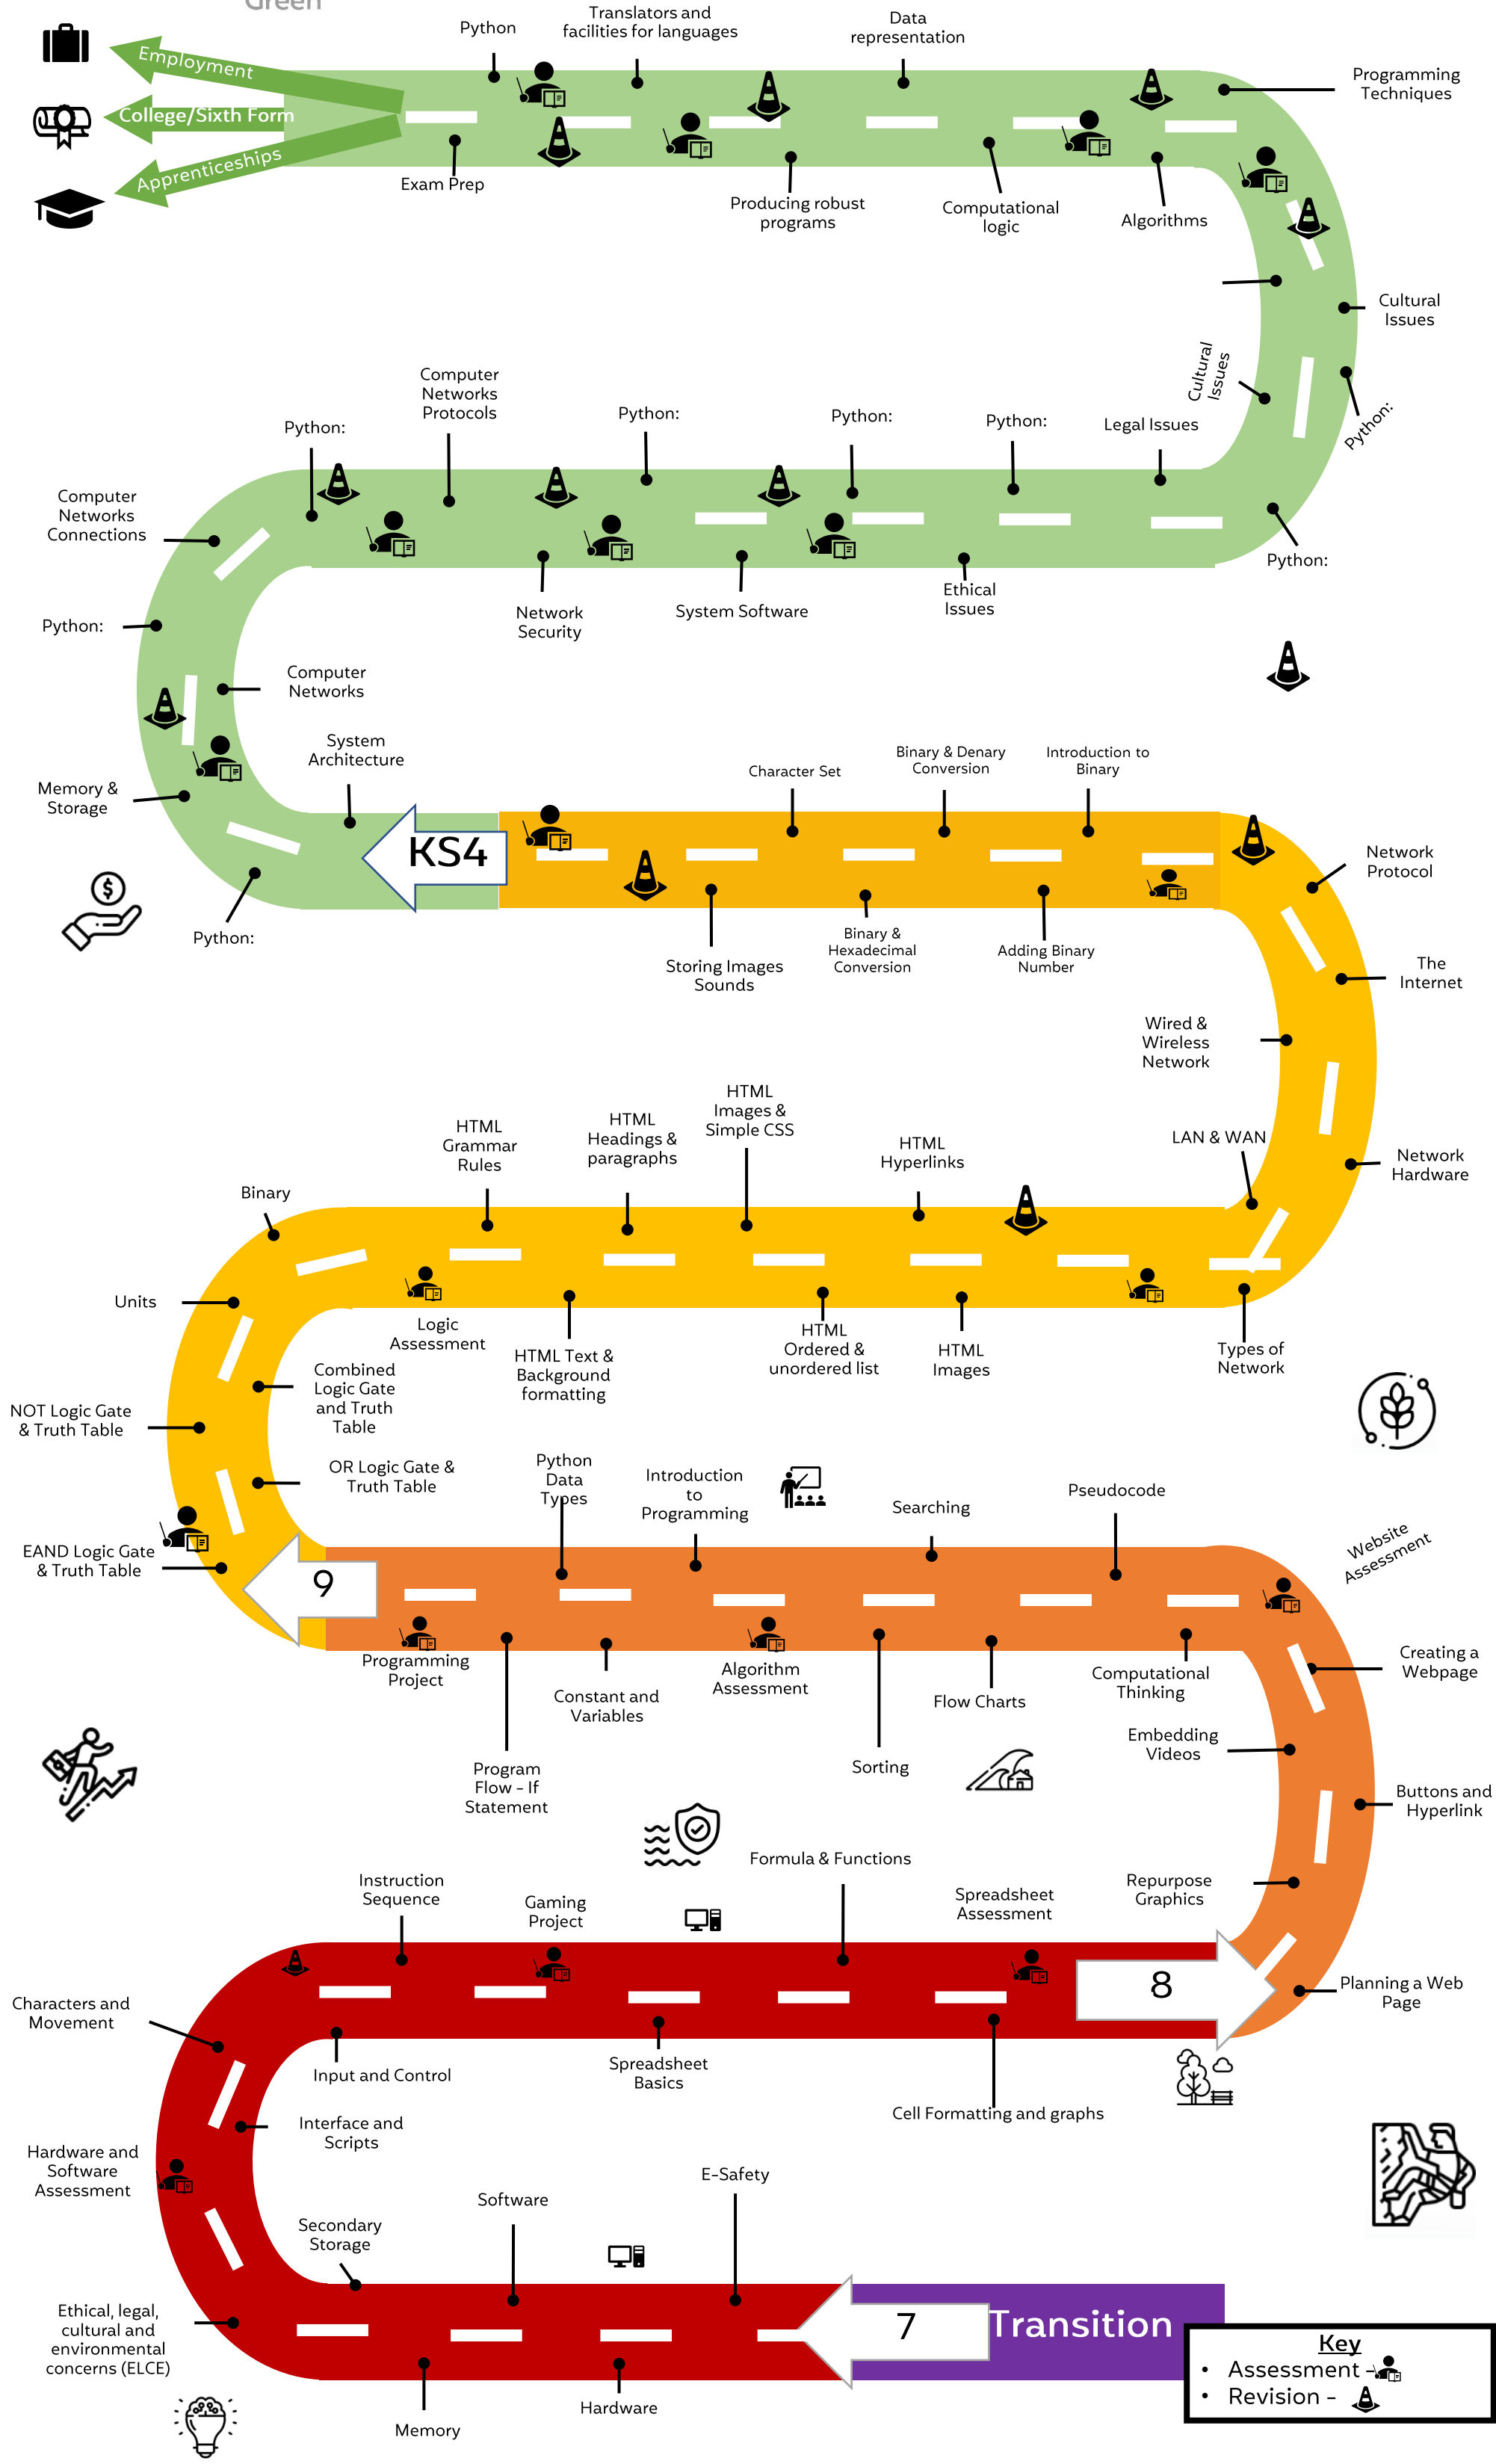 Green
Python
Translators and
facilities for languages
Data
representation
Programming
Techniques
Employment
College/Sixth Form
Apprenticeships
Exam Prep
Producing robust
programs
Computational
logic
Algorithms
Cultural
Issues
Cultural
Issues
Python:
Python:
Computer
Networks
Protocols
Python:
Python:
Python:
Legal Issues
Computer
Networks
Connections
Python:
Network
Security
System Software
Ethical
Issues
Python:
Computer
Networks
System
Architecture
Memory &
Storage
Python:
KS4
Character Set
Binary & Denary
Conversion
Introduction to
Binary
Network
Protocol
Storing Images
Sounds
Binary &
Hexadecimal
Conversion
Adding Binary
Number
The
Internet
Wired &
Wireless
Network
LAN & WAN
Network
Hardware
HTML
Grammar
Rules
HTML
Headings &
paragraphs
HTML
Images &
Simple CSS
HTML
Hyperlinks
Binary
Units
Logic
Assessment
HTML Text &
Background
formatting
HTML
Ordered &
unordered list
HTML
Images
Types of
Network
Combined
Logic Gate
and Truth
Table
NOT Logic Gate
& Truth Table
OR Logic Gate &
Truth Table
EAND Logic Gate
& Truth Table
9
Python
Data
Types
Introduction
to
Programming
Searching
Pseudocode
Website
Assessment
Programming
Project
Program
Flow – If
Statement
Constant and
Variables
Algorithm
Assessment
Sorting
Flow Charts
Computational
Thinking
Creating a
Webpage
Embedding
Videos
Buttons and
Hyperlink
Repurpose
Graphics
Planning a Web
Page
Instruction
Sequence
Gaming
Project
Formula & Functions
Spreadsheet
Assessment
8
Characters and
Movement
Input and Control
Spreadsheet
Basics
Cell Formatting and graphs
Interface and
Scripts
Hardware and
Software
Assessment
Secondary
Storage
Software
E-Safety
Ethical, legal,
cultural and
environmental
concerns (ELCE)
Memory
Hardware
7
Transition
Key
• Assessment -
• Revision -